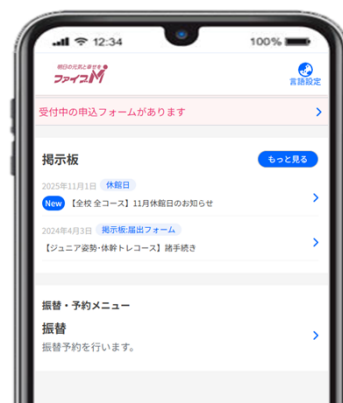 12:34
100%
明日の元気と幸せを
ファイブM
言語設定
受付中の申込フォームがあります
掲示板
もっと見る
2025年11月1日 休館日
New 【全校 全コース】11月休館日のお知らせ
2024年4月3日 掲示板:届出フォーム
【ジュニア姿勢・体幹トレコース】諸手続き
振替・予約メニュー
振替
振替予約を行います。